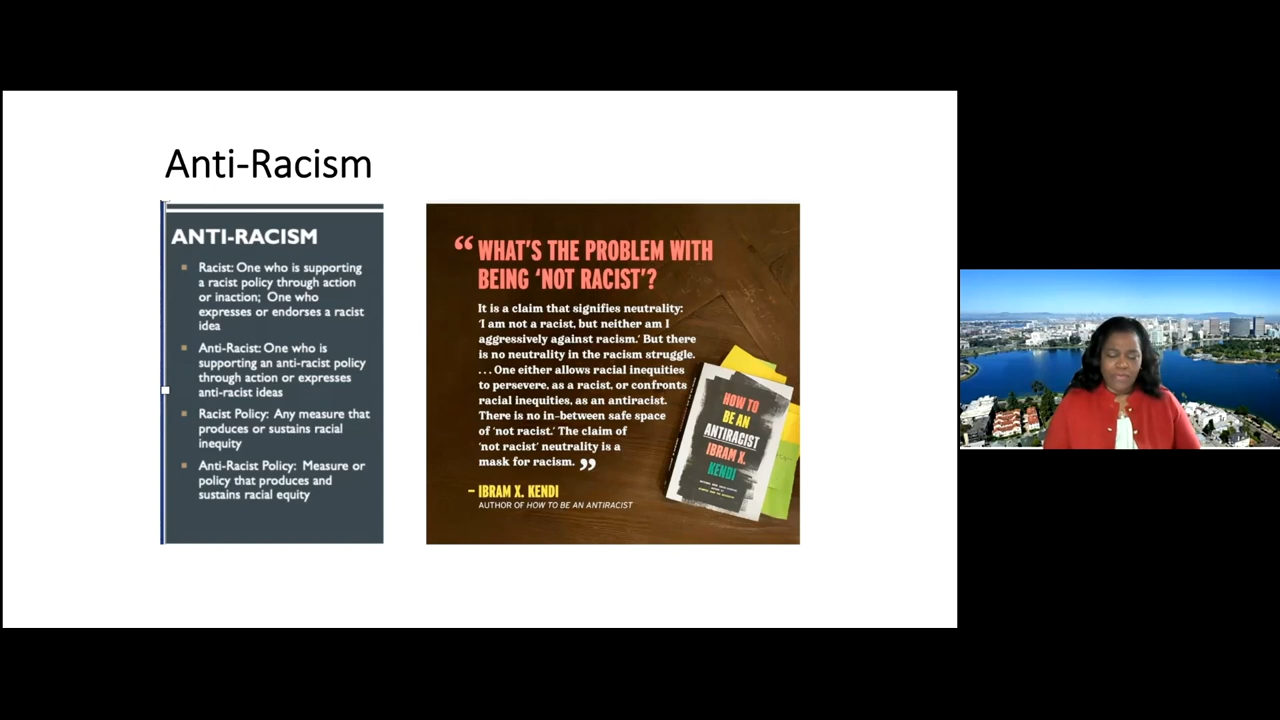 Anti-Racism
ANTI-RACISM
Racist: One who is supporting
a racist policy through action
or inaction; One who
expresses or endorses a racist
idea
Anti-Racist: One who is
supporting an anti-racist policy
through action or expresses
anti-racist ideas
Racist Policy: Any measure that
produces or sustains racial
inequity
Anti-Racist Policy: Measure or
policy that produces and
sustains racial equity
“ WHAT'S THE PROBLEM WITH
BEING ‘NOT RACIST’?
It is a claim that signifies neutrality:
‘I am not a racist, but neither am I
aggressively against racism.’ But there
is no neutrality in the racism struggle.
. . . One either allows racial inequities
to persevere, as a racist, or confronts
racial inequities, as an antiracist.
There is no in-between safe space
of ‘not racist.’ The claim of
‘not racist’ neutrality is a
mask for racism. ”
– IBRAM X. KENDI
AUTHOR OF HOW TO BE AN ANTIRACIST
HOW TO
BE AN
ANTIRACIST
IBRAM X.
KENDI